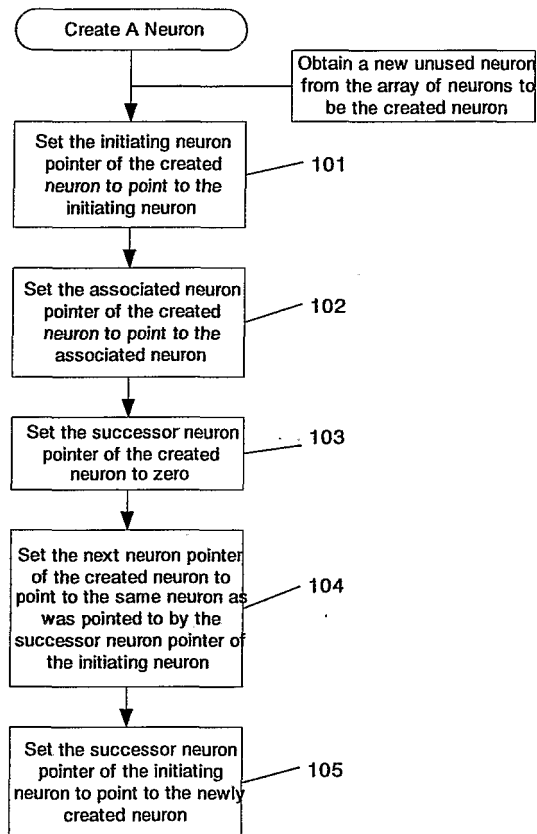 Create A Neuron
Obtain a new unused neuron
from the array of neurons to
be the created neuron
Set the initiating neuron
pointer of the created
neuron to point to the
initiating neuron
101
Set the associated neuron
pointer of the created
neuron to point to the
associated neuron
102
Set the successor neuron
pointer of the created
neuron to zero
103
Set the next neuron pointer
of the created neuron to
point to the same neuron as
was pointed to by the
successor neuron pointer of
the initiating neuron
104
Set the successor neuron
pointer of the initiating
neuron to point to the newly
created neuron
105